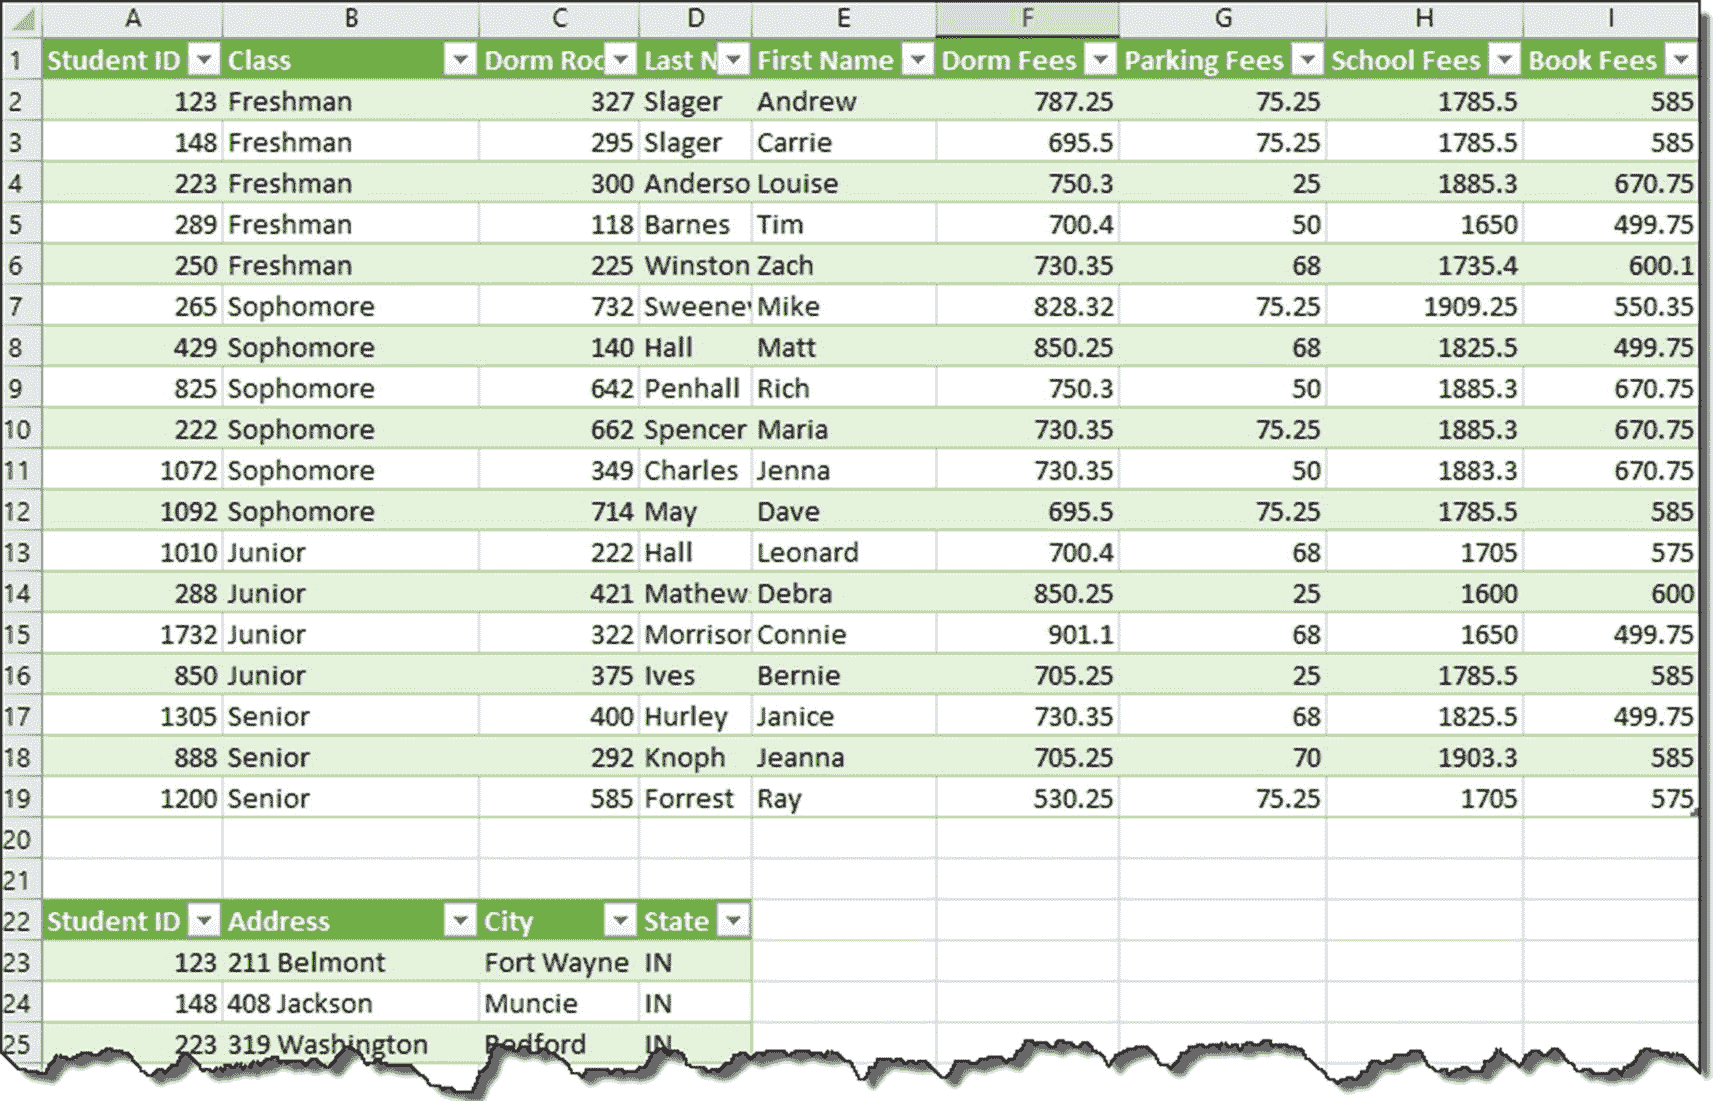 A B C D E F G H I
1 Student ID Class Dorm Roo Last N First Name Dorm Fees Parking Fees School Fees Book Fees
2 123 Freshman 327 Slager Andrew 787.25 75.25 1785.5 585
3 148 Freshman 295 Slager Carrie 695.5 75.25 1785.5 585
4 223 Freshman 300 Anderso Louise 750.3 25 1885.3 670.75
5 289 Freshman 118 Barnes Tim 700.4 50 1650 499.75
6 250 Freshman 225 Winston Zach 730.35 68 1735.4 600.1
7 265 Sophomore 732 Sweeney Mike 828.32 75.25 1909.25 550.35
8 429 Sophomore 140 Hall Matt 850.25 68 1825.5 499.75
9 825 Sophomore 642 Penhall Rich 750.3 50 1885.3 670.75
10 222 Sophomore 662 Spencer Maria 730.35 75.25 1885.3 670.75
11 1072 Sophomore 349 Charles Jenna 730.35 50 1883.3 670.75
12 1092 Sophomore 714 May Dave 695.5 75.25 1785.5 585
13 1010 Junior 222 Hall Leonard 700.4 68 1705 575
14 288 Junior 421 Mathew Debra 850.25 25 1600 600
15 1732 Junior 322 Morrison Connie 901.1 68 1650 499.75
16 850 Junior 375 Ives Bernie 705.25 25 1785.5 585
17 1305 Senior 400 Hurley Janice 730.35 68 1825.5 499.75
18 888 Senior 292 Knoph Jeanna 705.25 70 1903.3 585
19 1200 Senior 585 Forrest Ray 530.25 75.25 1705 575
20
21
22 Student ID Address City State
23 123 211 Belmont Fort Wayne IN
24 148 408 Jackson Muncie IN
25 223 319 Washington Bedford IN